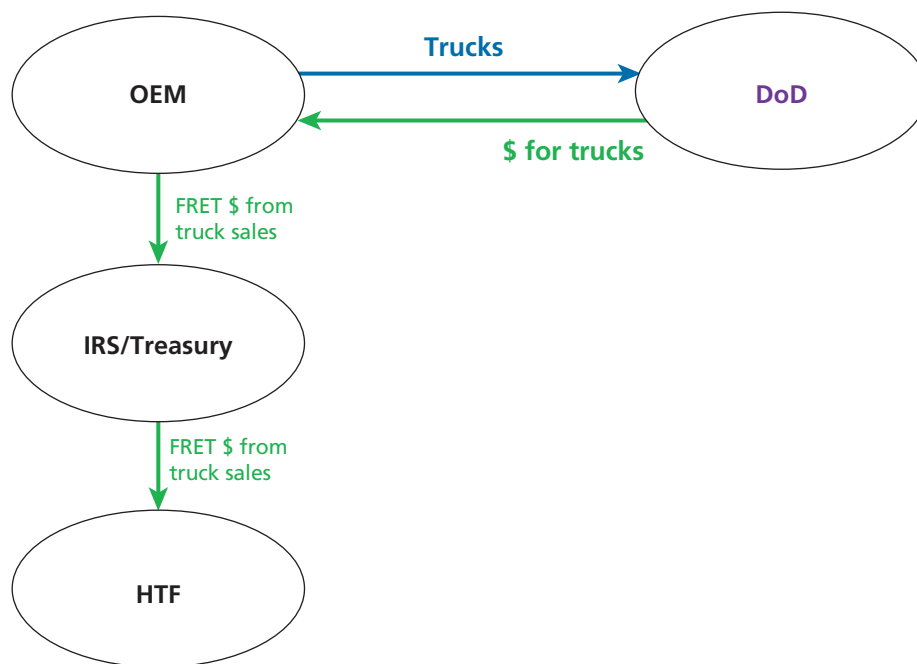 Trucks
OEM
DoD
$ for trucks
FRET $ from
truck sales
IRS/Treasury
FRET $ from
truck sales
HTF